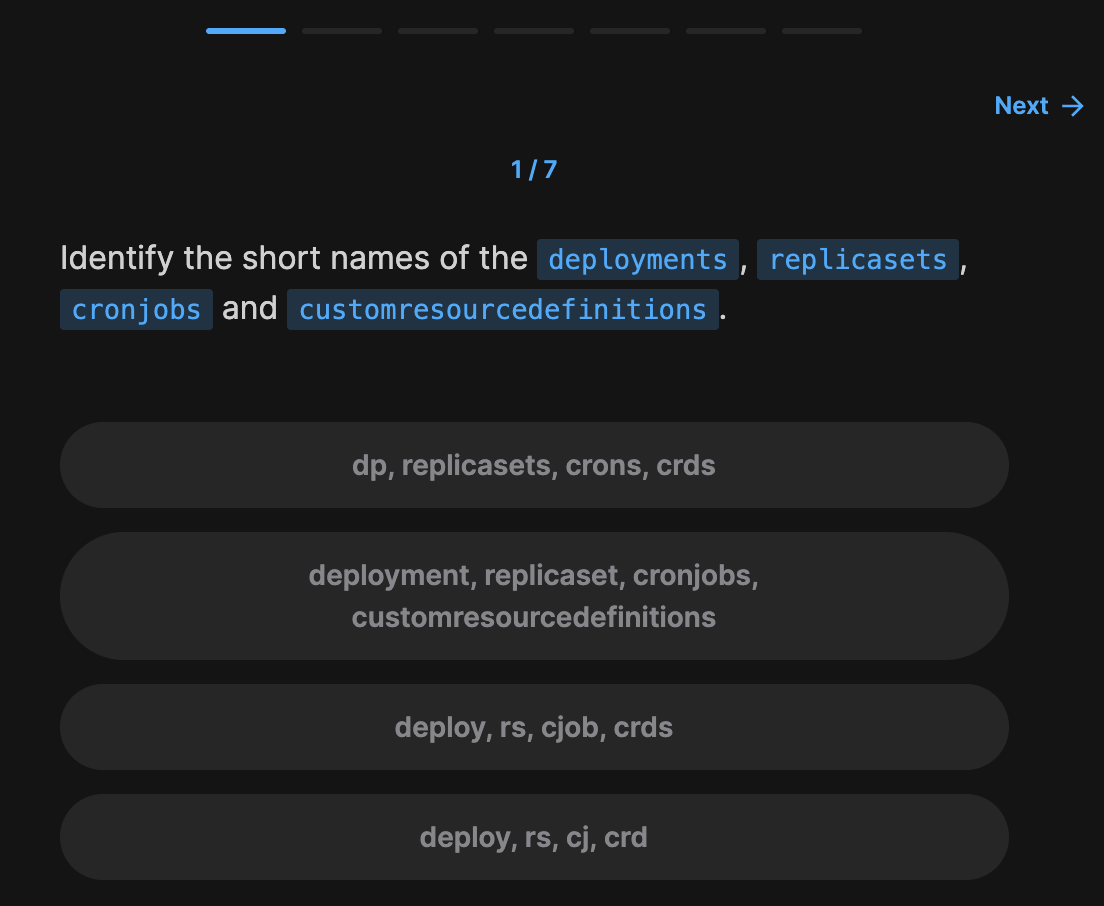 Next →
1 / 7
Identify the short names of the deployments, replicasets,
cronjobs and customresourcedefinitions.
dp, replicasets, crons, crds
deployment, replicaset, cronjobs,
customresourcedefinitions
deploy, rs, cjob, crds
deploy, rs, cj, crd